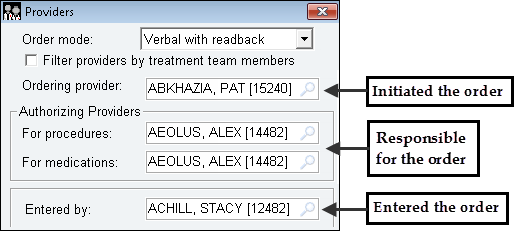 Providers
Order mode: Verbal with readback
Filter providers by treatment team members
Ordering provider: ABKHAZIA, PAT [15240] Initiated the order
Authorizing Providers
For procedures: AEOLUS, ALEX [14482]
Responsible
for the order
For medications: AEOLUS, ALEX [14482]
Entered by: ACHILL, STACY [12482] Entered the order